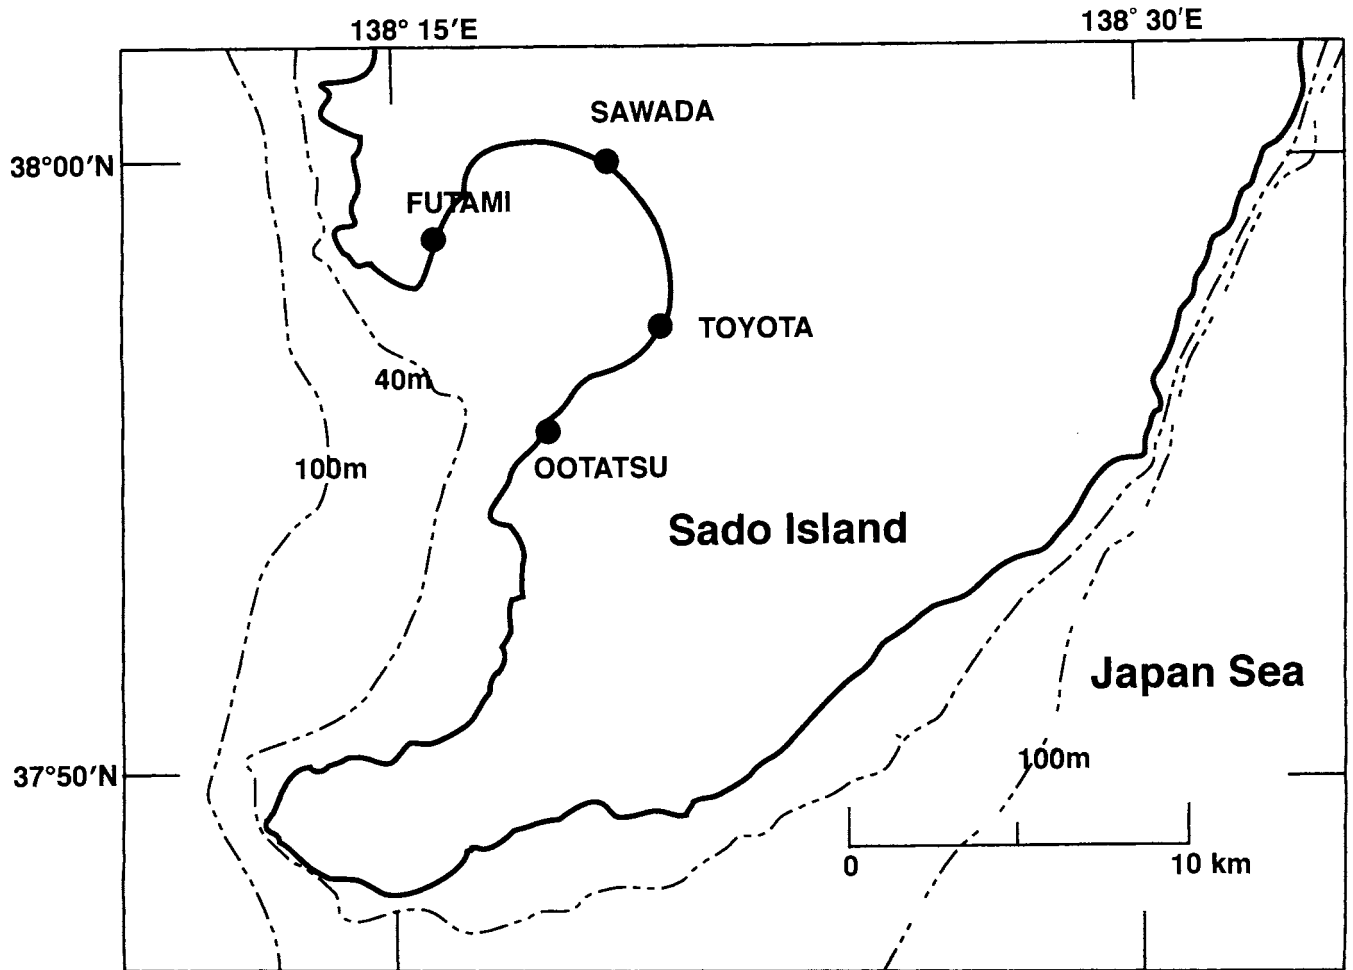 138° 15′E
138° 30′E
SAWADA
38°00′N
FUTAMI
TOYOTA
40m
100m
OOTATSU
Sado Island
Japan Sea
100m
37°50′N
0
10 km